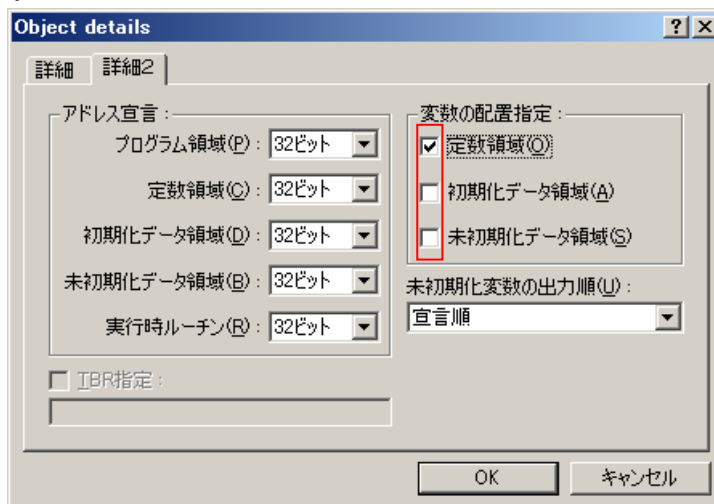 Object details
詳細 詳細2
アドレス宣言:
プログラム領域(P): 32ビット
定数領域(C): 32ビット
初期化データ領域(D): 32ビット
未初期化データ領域(B): 32ビット
実行時ルーチン(R): 32ビット
TBR指定:
変数の配置指定:
定数領域(O)
初期化データ領域(A)
未初期化データ領域(S)
未初期化変数の出力順(U):
宣言順
OK キャンセル